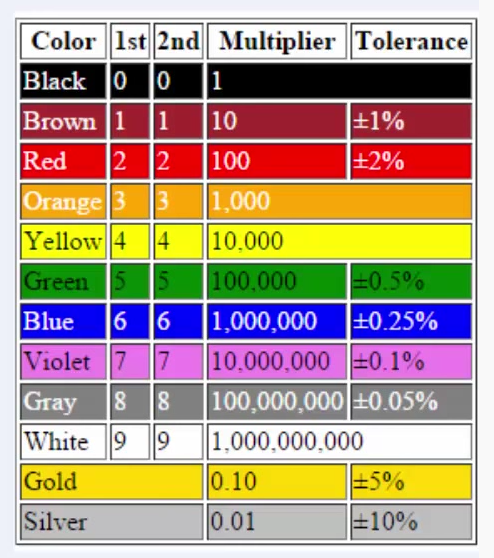 Color 1st 2nd Multiplier Tolerance
Black 0 0 1
Brown 1 1 10 ±1%
Red 2 2 100 ±2%
Orange 3 3 1,000
Yellow 4 4 10,000
Green 5 5 100,000 ±0.5%
Blue 6 6 1,000,000 ±0.25%
Violet 7 7 10,000,000 ±0.1%
Gray 8 8 100,000,000 ±0.05%
White 9 9 1,000,000,000
Gold 0.10 ±5%
Silver 0.01 ±10%